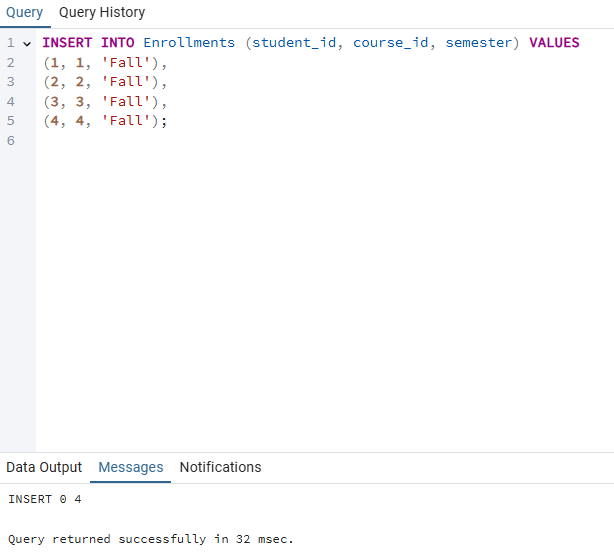 Query Query History
1 INSERT INTO Enrollments (student_id, course_id, semester) VALUES
2 (1, 1, 'Fall'),
3 (2, 2, 'Fall'),
4 (3, 3, 'Fall'),
5 (4, 4, 'Fall');
6
Data Output Messages Notifications
INSERT 0 4
Query returned successfully in 32 msec.